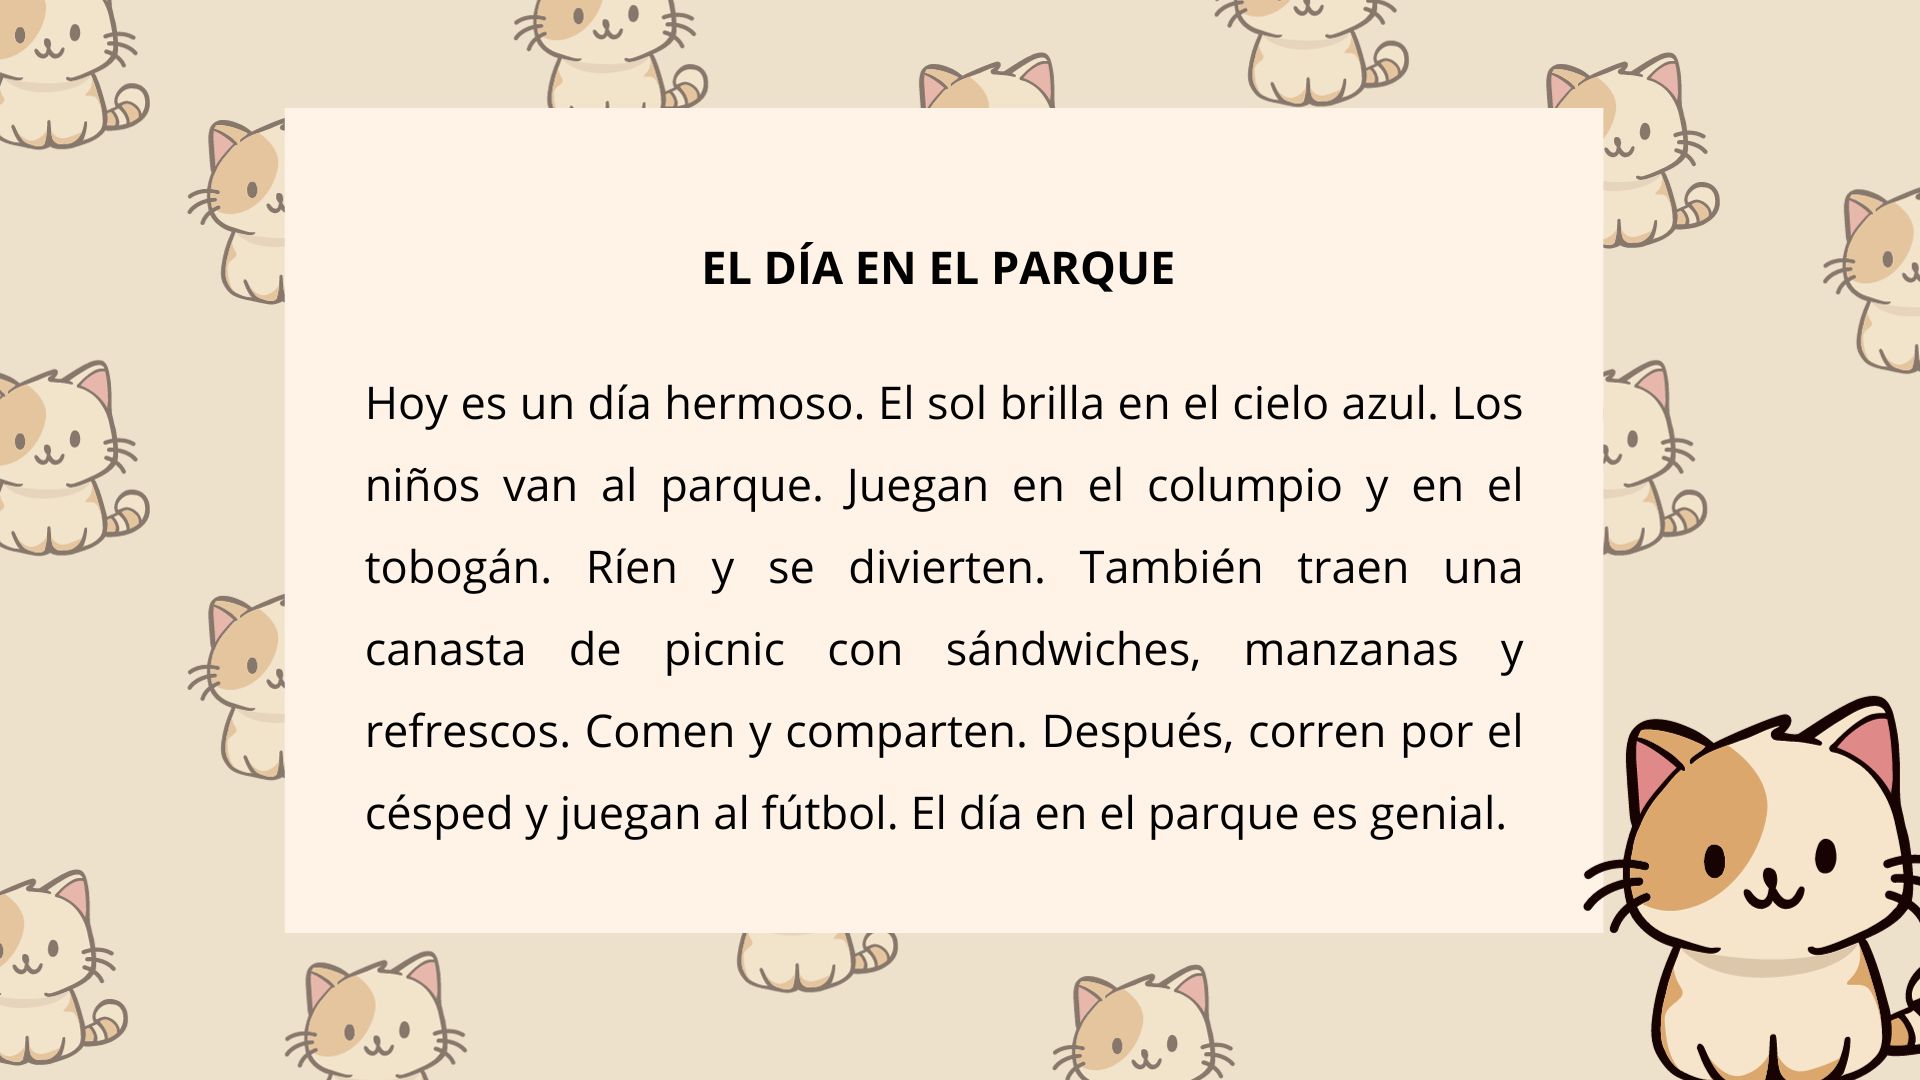 EL DÍA EN EL PARQUE
Hoy es un día hermoso. El sol brilla en el cielo azul. Los
niños van al parque. Juegan en el columpio y en el
tobogán. Ríen y se divierten. También traen una
canasta de picnic con sándwiches, manzanas y
refrescos. Comen y comparten. Después, corren por el
césped y juegan al fútbol. El día en el parque es genial.